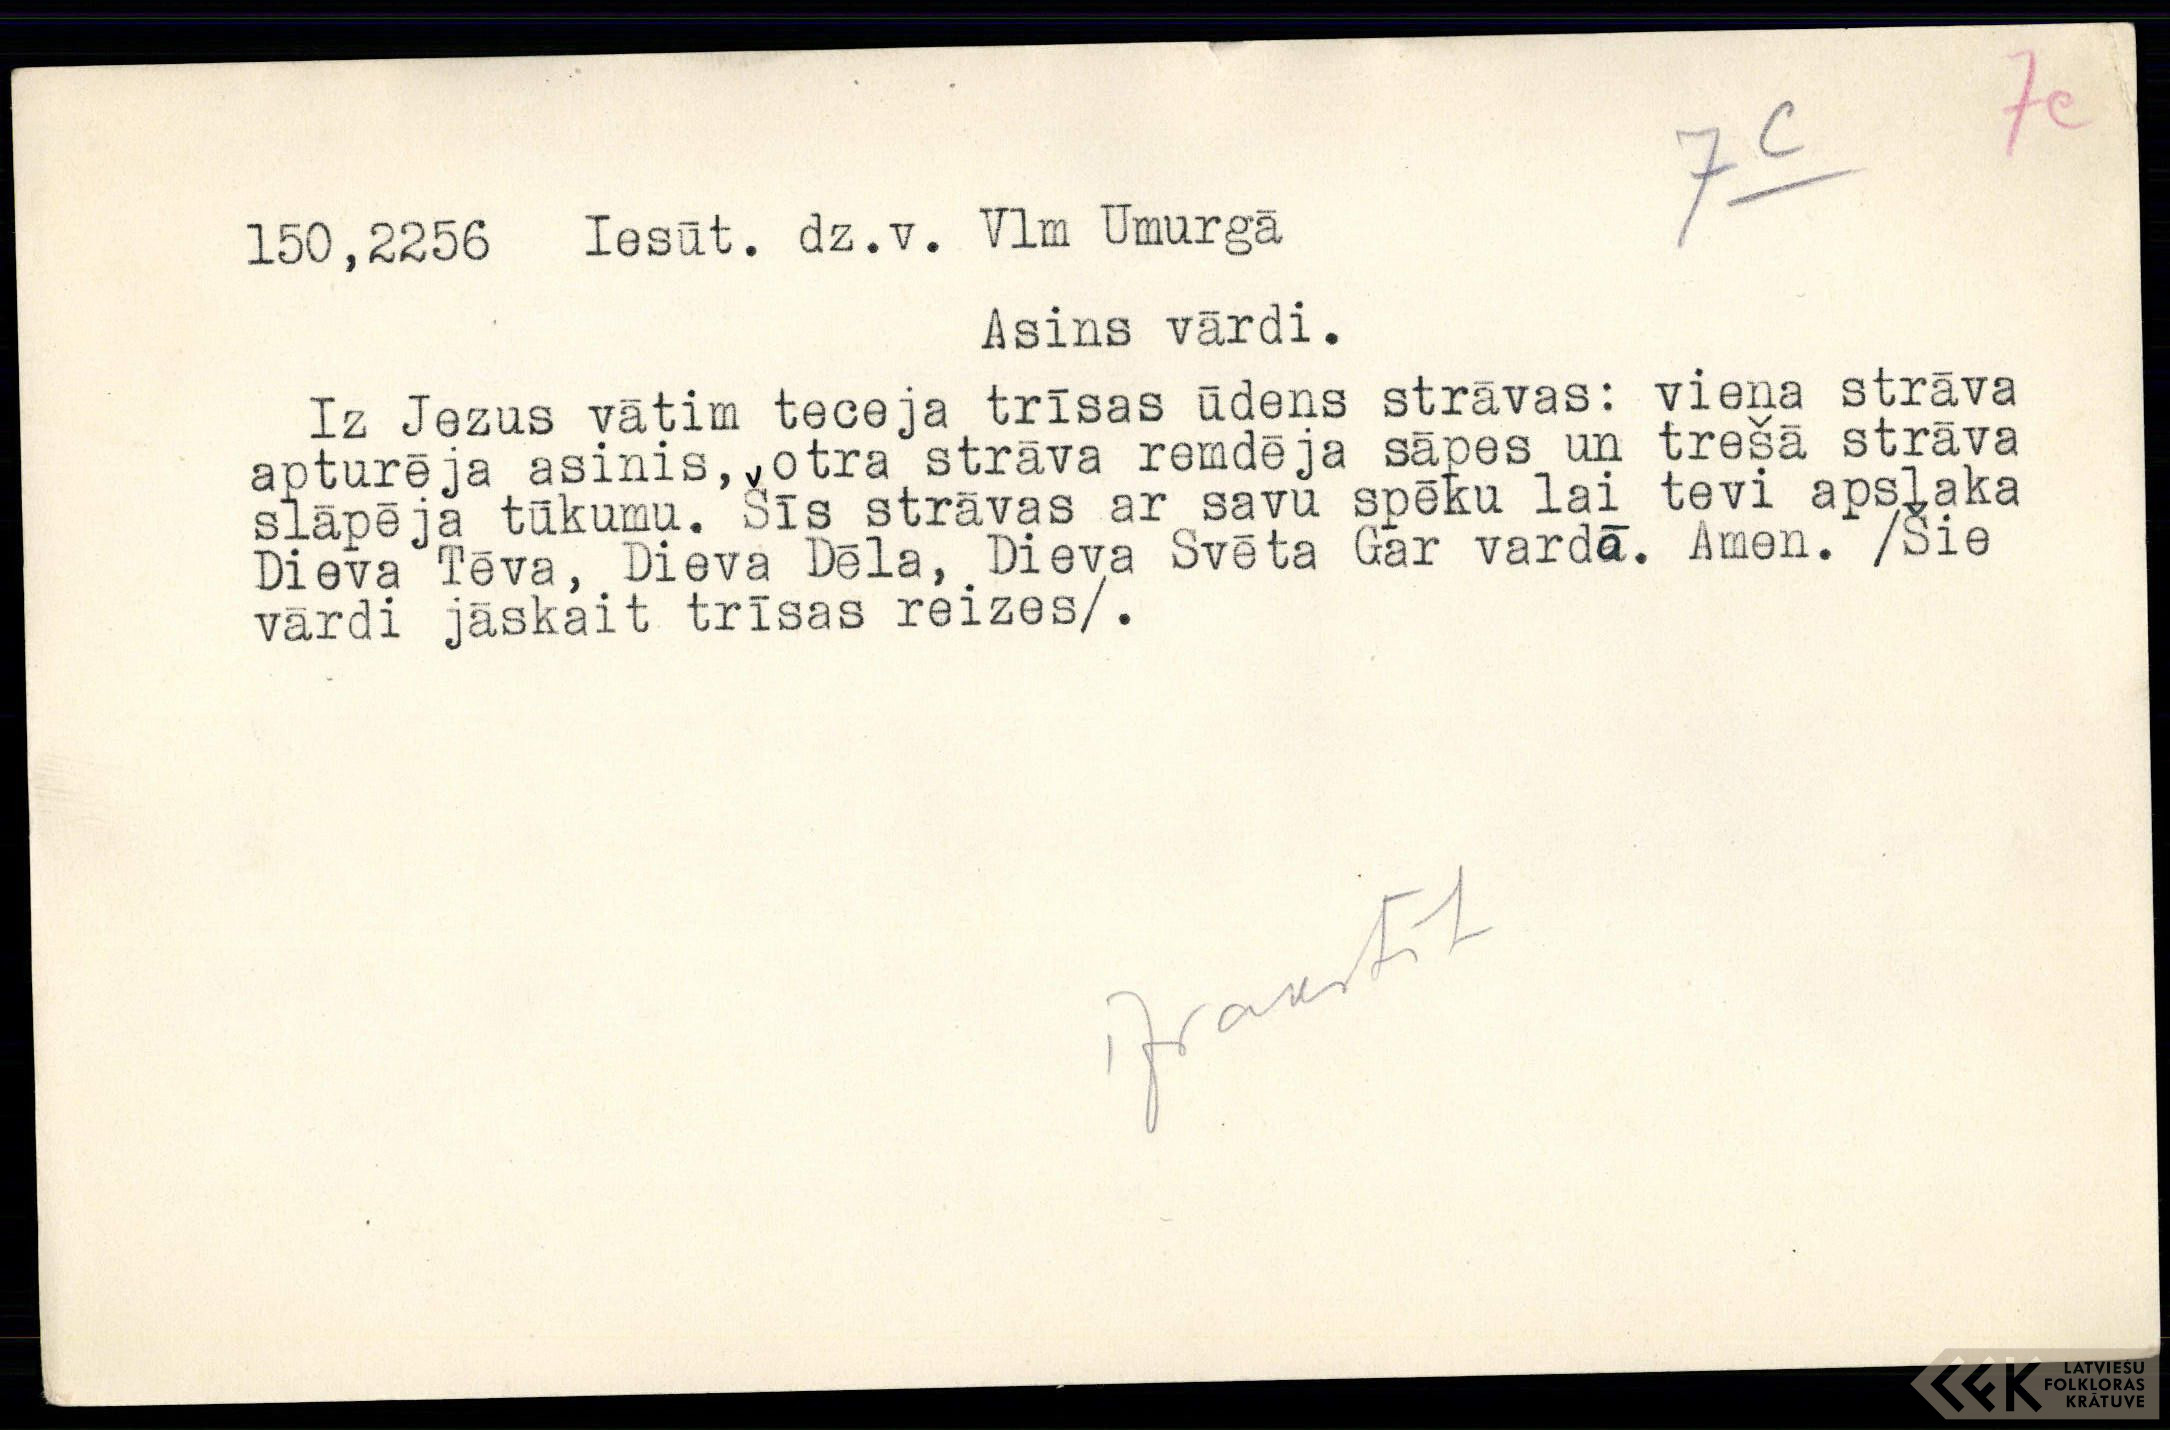 7c
7c
150,2256 Iesūt. dz.v. Vlm Umurgā
Asins vārdi.
Iz Jezus vātim teceja trīsas ūdens strāvas: viena strāva
apturēja asinis, otra strāva remdēja sāpes un trešā strāva
slāpēja tūkumu. Šīs strāvas ar savu spēku lai tevi apslaka
Dieva Tēva, Dieva Dēla, Dieva Svēta Gar vardā. Amen. /Šie
vārdi jāskait trīsas reizes/.
izrakstīt
LATVIEŠU
FOLKLORAS
KRĀTUVE